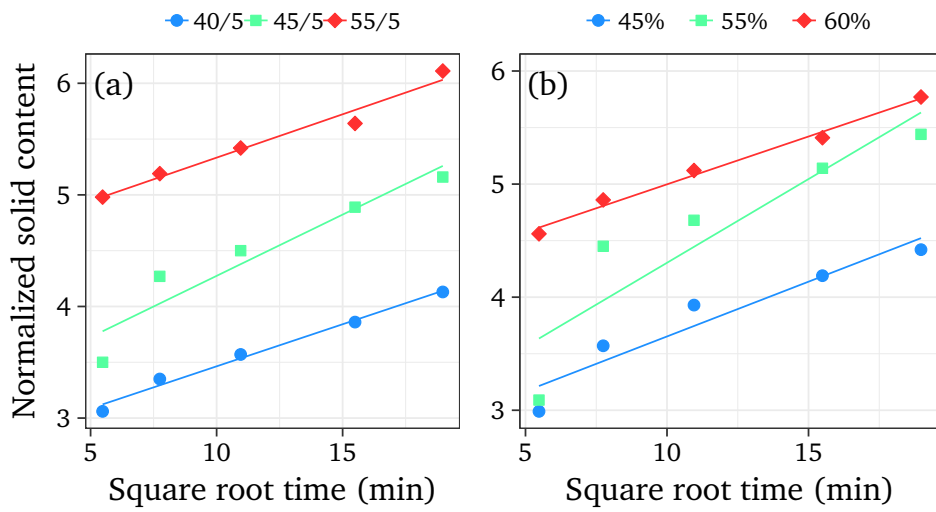 40/5 45/5 55/5
45% 55% 60%
(a)
(b)
Normalized solid content
6
5
4
3
5 10 15
Square root time (min)
6
5
4
3
5 10 15
Square root time (min)